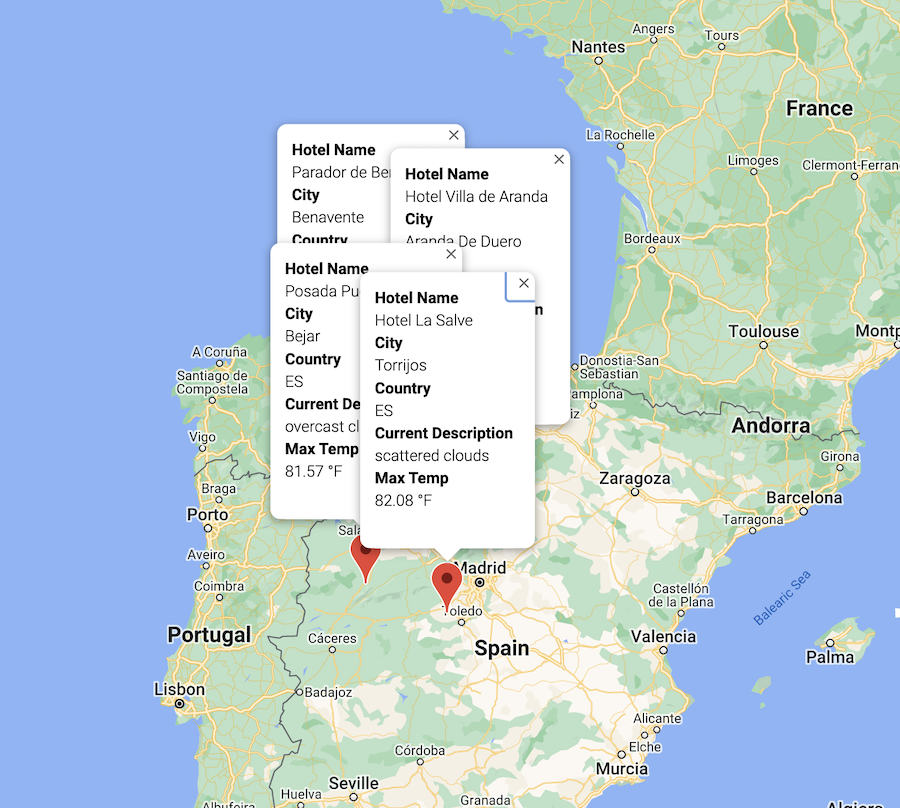 Nantes
Angers
Tours
France
La Rochelle
Limoges
Clermont-Ferran
Bordeaux
Toulouse
Montp
Hotel Name
Parador de Be
City
Benavente
Country
Hotel Name
Hotel Villa de Aranda
City
Aranda De Duero
n
Hotel Name
Posada Pu
City
Bejar
Country
ES
Current De
overcast cl
Max Temp
81.57 °F
Hotel Name
Hotel La Salve
City
Torrijos
Country
ES
Current Description
scattered clouds
Max Temp
82.08 °F
A Coruña
Santiago de
Compostela
Vigo
Braga
Porto
Aveiro
Coimbra
Portugal
Lisbon
Donostia-San
Sebastian
amplona
iz
Andorra
Girona
Zaragoza
Barcelona
Tarragona
Sala
Madrid
Toledo
Cáceres
Spain
Castellón
de la Plana
Balearic Sea
Valencia
Palma
Badajoz
Alicante
Elche
Murcia
Córdoba
Seville
Huelva
Granada
Albufeira
Algiers